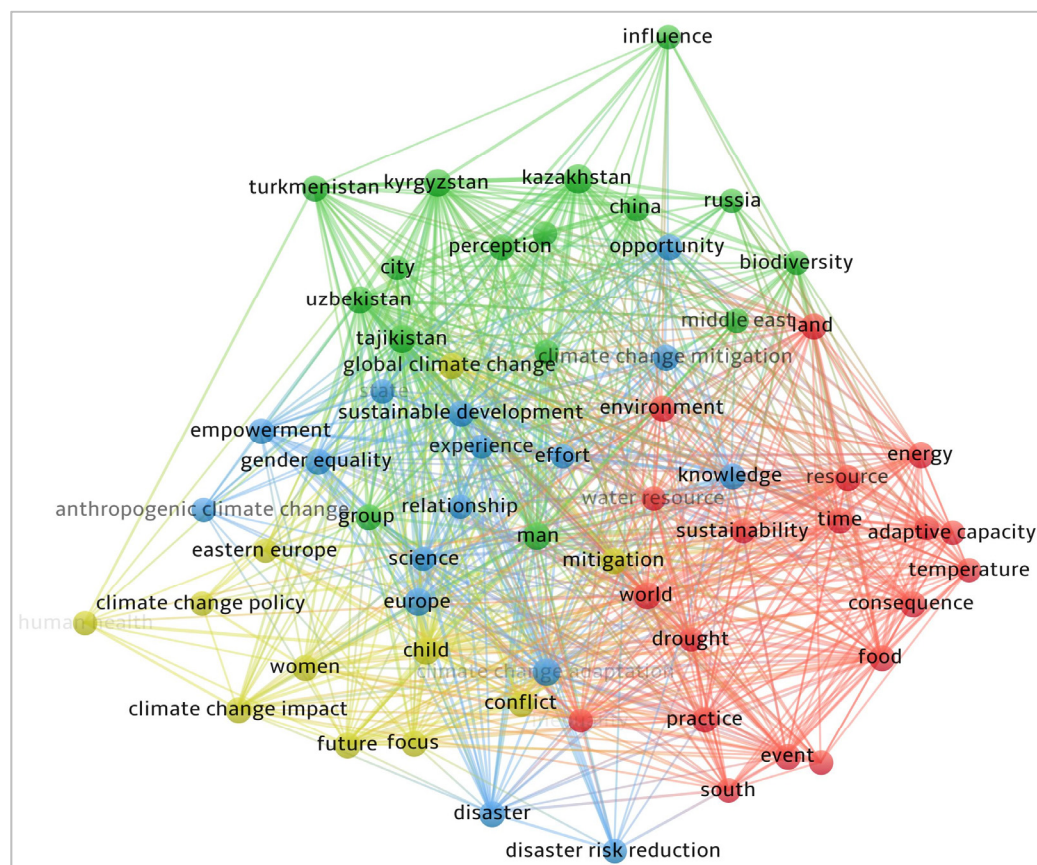 influence
turkmenistan
kyrgyzstan
kazakhstan
china
russia
perception
opportunity
city
biodiversity
uzbekistan
middle east
land
tajikistan
climate change mitigation
global climate change
state
sustainable development
environment
empowerment
experience
effort
gender equality
knowledge
energy
resource
water resource
anthropogenic climate change
group
relationship
time
man
sustainability
adaptive capacity
eastern europe
science
mitigation
temperature
climate change policy
europe
world
consequence
human health
child
drought
women
climate change adaptation
food
climate change impact
conflict
practice
future
focus
event
south
disaster
disaster risk reduction